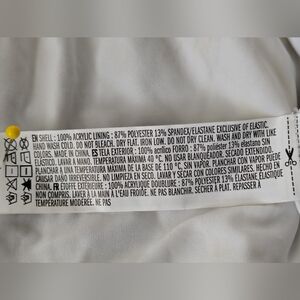 EN SHELL : 100% ACRYLIC LINING : 87% POLYESTER 13% SPANDEX/ELASTANE EXCLUSIVE OF ELASTIC.
HAND WASH COLD. DO NOT BLEACH. DRY FLAT. IRON LOW. DO NOT DRY CLEAN. WASH AND DRY WITH LIKE
COLORS. MADE IN CHINA. ES TELA EXTERIOR : 100% acrílico FORRO : 87% poliéster 13% elastano SIN
ELÁSTICO. LAVAR A MANO. TEMPERATURA MÁXIMA 40 °C. NO USAR BLANQUEADOR. SECADO EXTENDIDO.
PLANCHAR A UNA TEMPERATURA MÁXIMA DE LA BASE DE 110 °C, SIN VAPOR. PLANCHAR CON VAPOR PUEDE
CAUSAR DAÑOS IRREVERSIBLES. NO LIMPIEZA EN SECO. LAVAR Y SECAR CON COLORES SIMILARES. HECHO EN
CHINA. FR ÉTOFFE EXTÉRIEURE : 100% ACRYLIQUE DOUBLURE : 87% POLYESTER 13% ÉLASTANE ÉLASTIQUE
NON COMPRIS. LAVER À LA MAIN À L'EAU FROIDE. NE PAS BLANCHIR. SÉCHER À PLAT. REPASSER À
TEMPÉRATURE MODÉRÉE. NE PAS